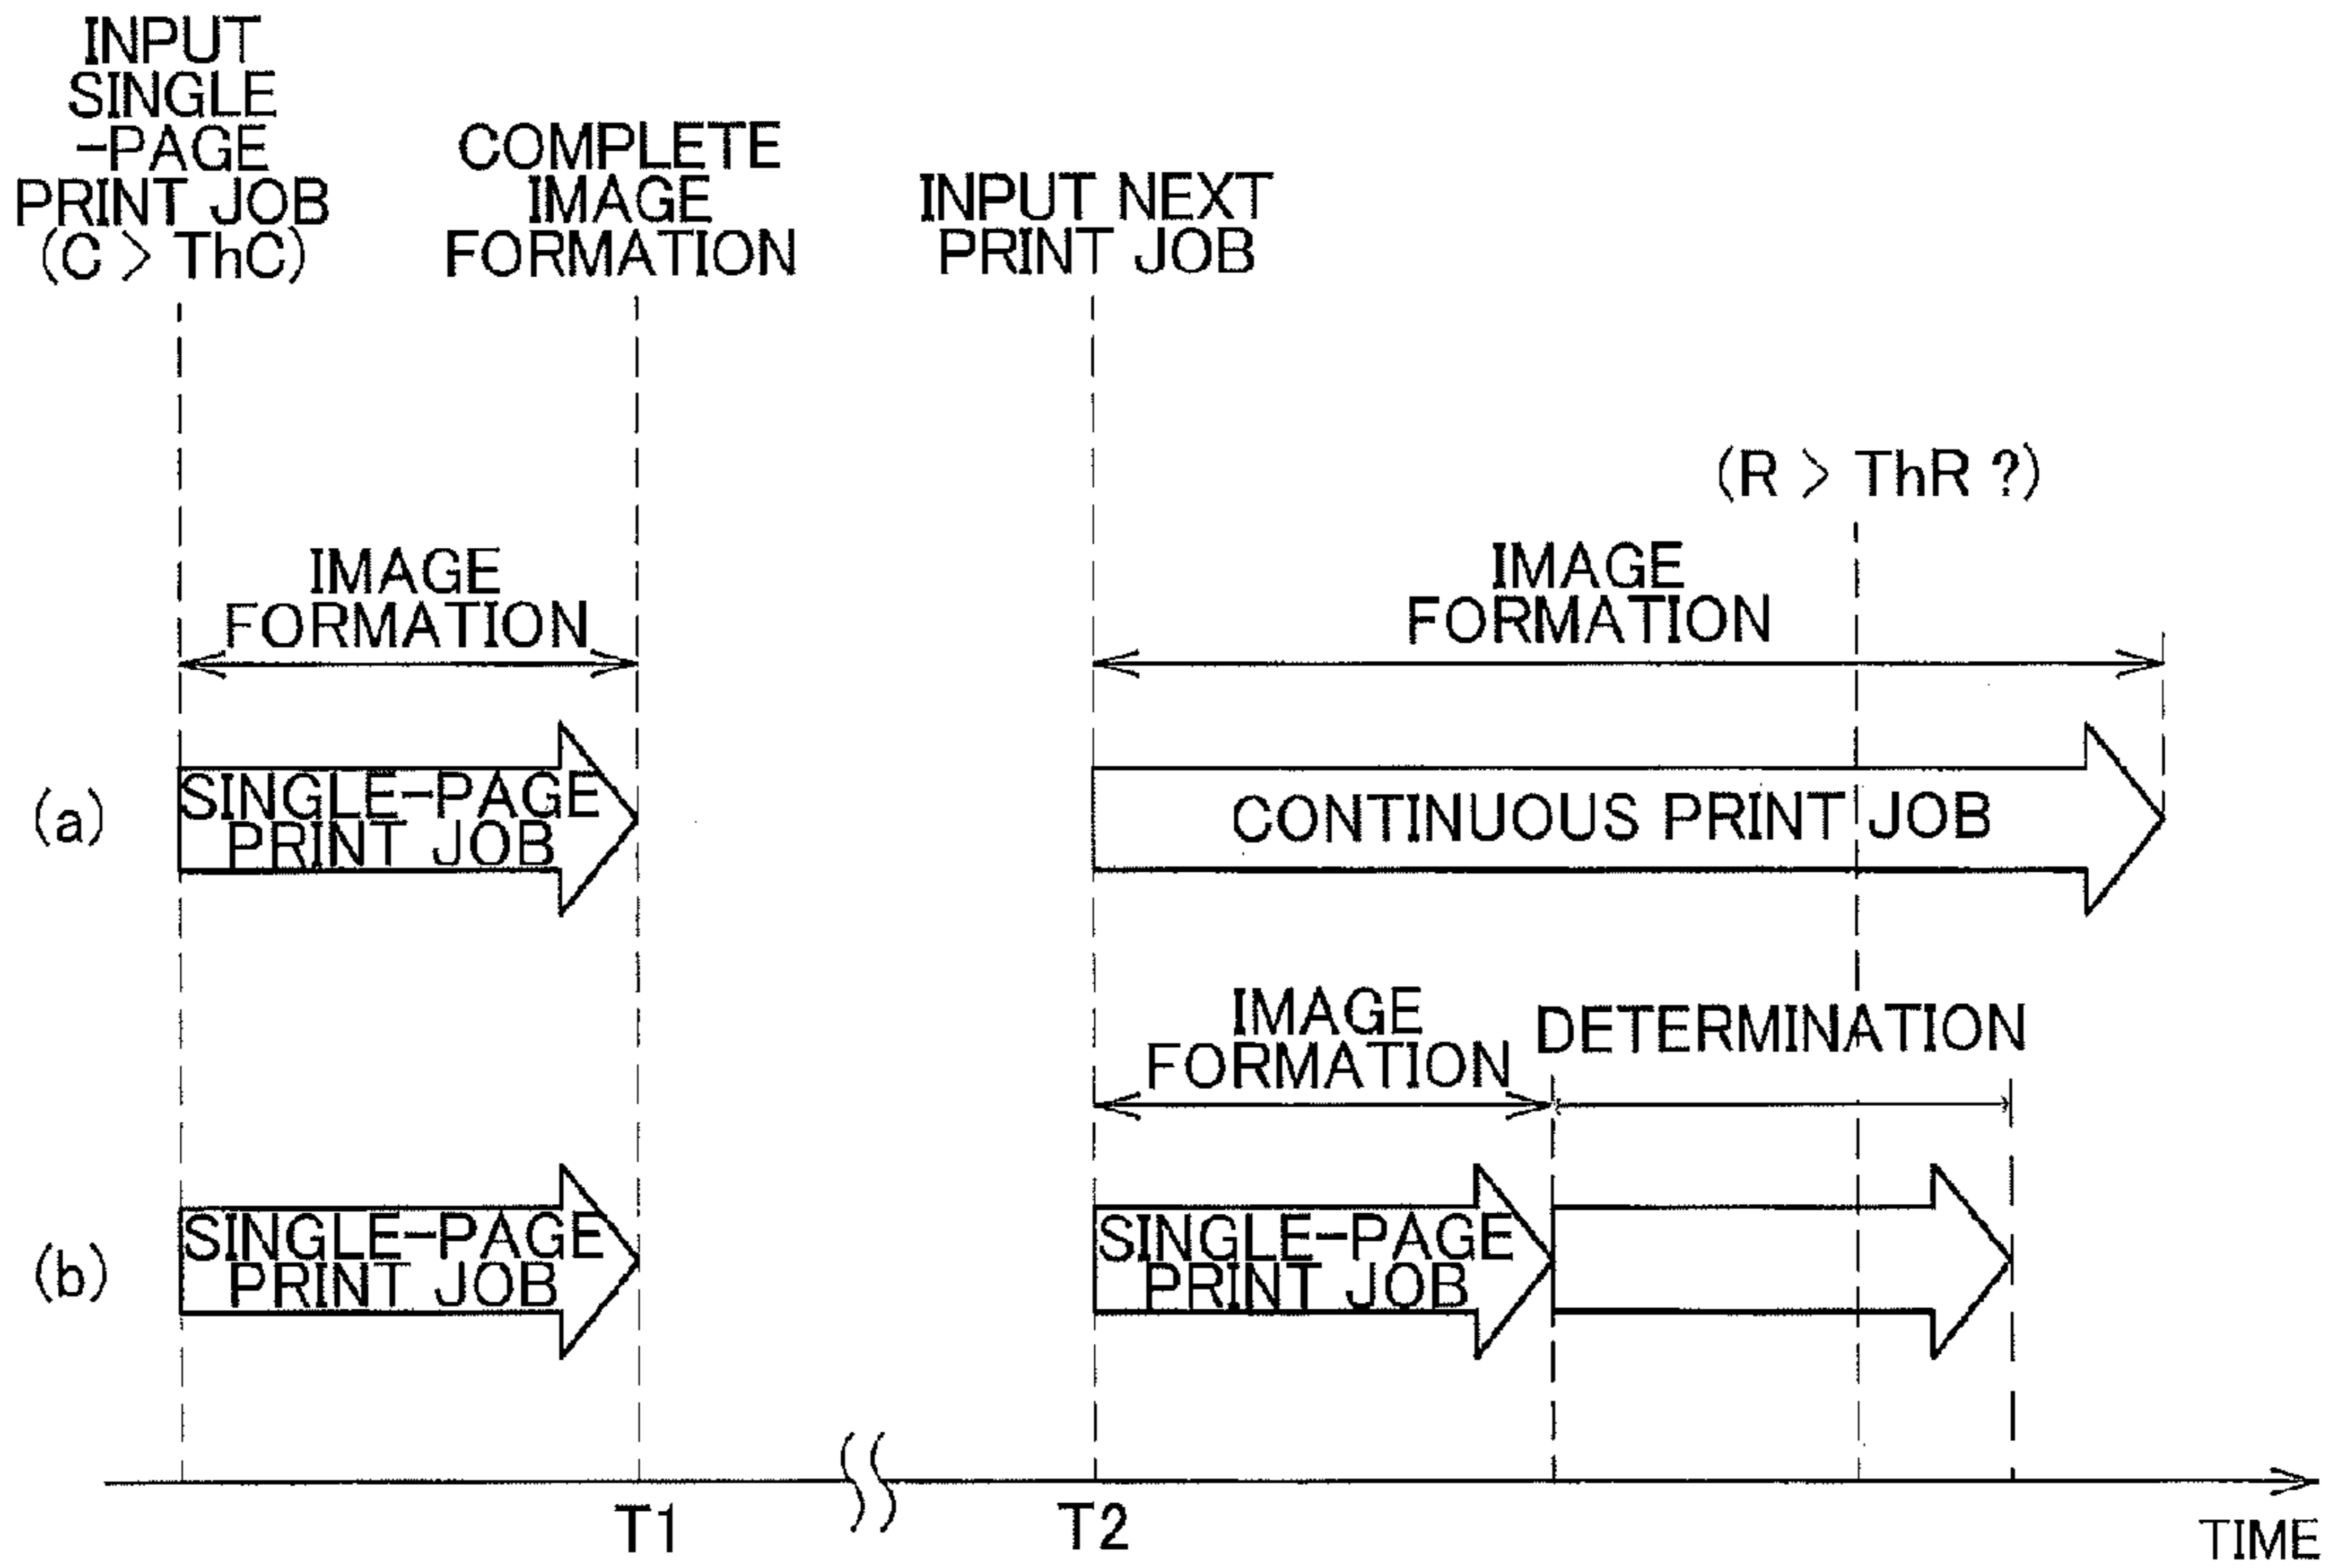 INPUT
SINGLE
-PAGE
PRINT JOB
(C > ThC)
COMPLETE
IMAGE
FORMATION
INPUT NEXT
PRINT JOB
(R > ThR ?)
IMAGE
FORMATION
IMAGE
FORMATION
(a)
SINGLE-PAGE
PRINT JOB
CONTINUOUS PRINT JOB
IMAGE
FORMATION
DETERMINATION
(b)
SINGLE-PAGE
PRINT JOB
SINGLE-PAGE
PRINT JOB
T1
T2
TIME